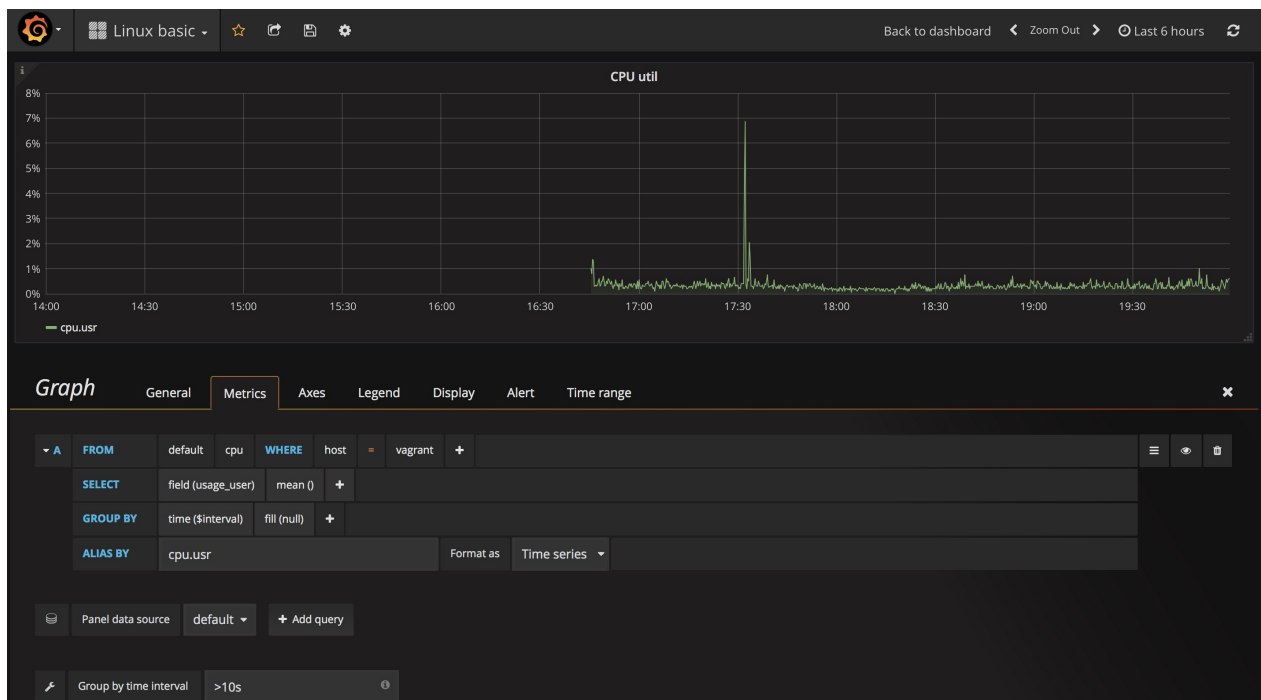 Linux basic Back to dashboard Zoom Out Last 6 hours
i
CPU util
8%
7%
6%
5%
4%
3%
2%
1%
0%
14:00 14:30 15:00 15:30 16:00 16:30 17:00 17:30 18:00 18:30 19:00 19:30
cpu.usr
Graph General Metrics Axes Legend Display Alert Time range
A FROM default cpu WHERE host = vagrant +
SELECT field (usage_user) mean () +
GROUP BY time ($interval) fill (null) +
ALIAS BY cpu.usr Format as Time series
Panel data source default + Add query
Group by time interval >10s